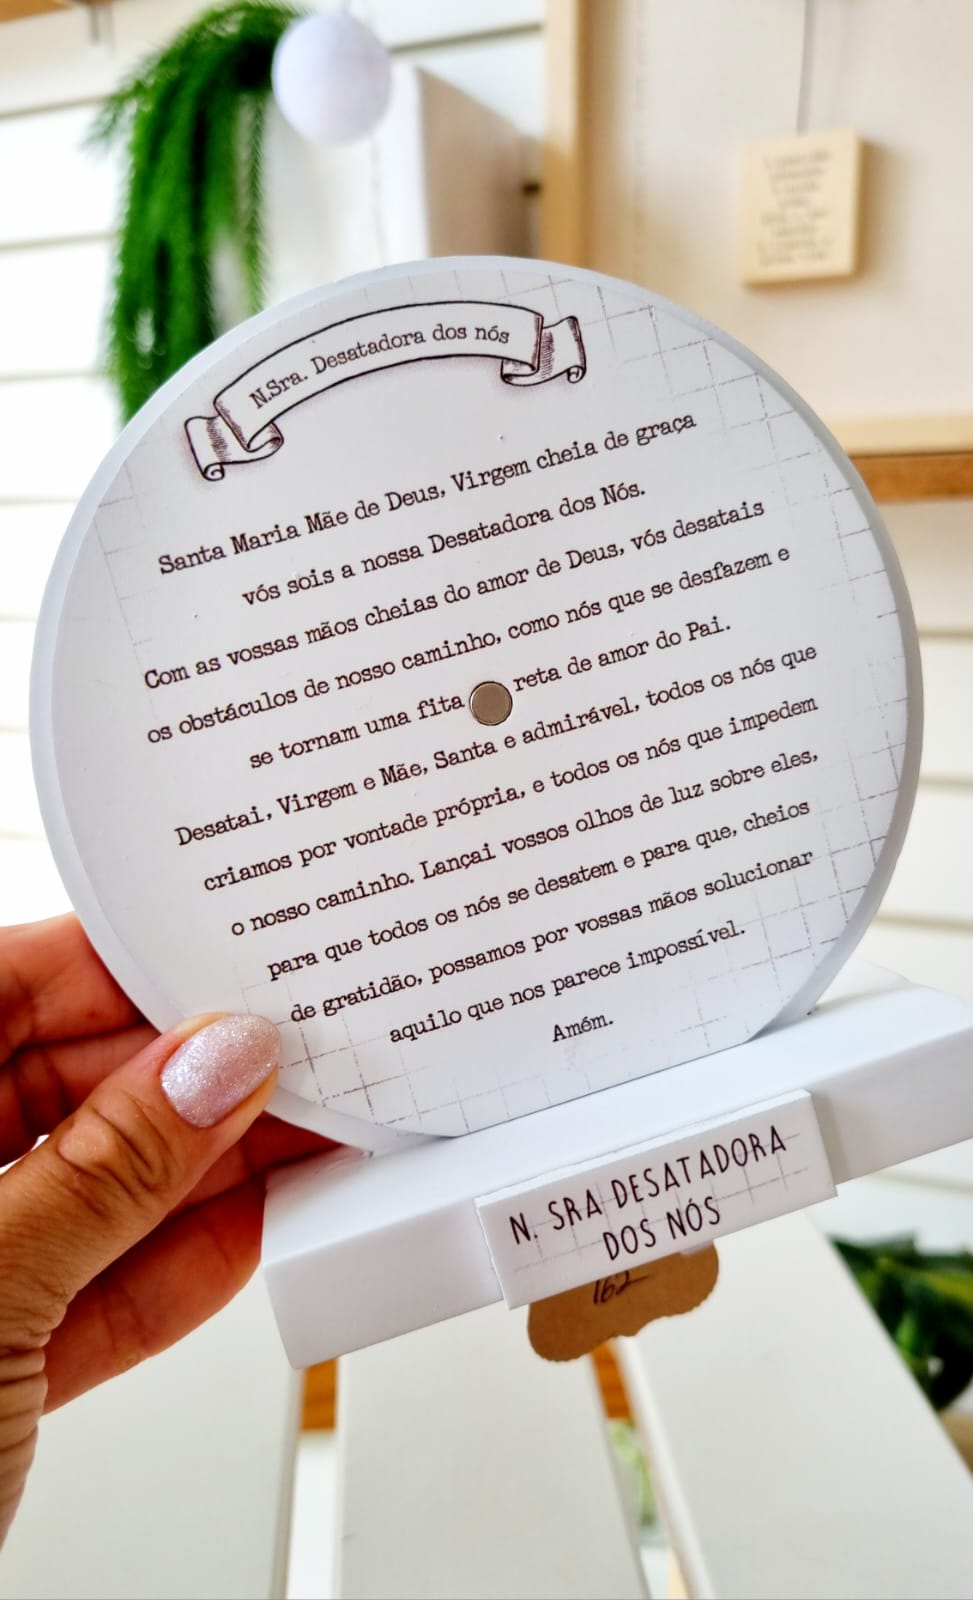 N.Sra. Desatadora dos nós
Santa Maria Mãe de Deus, Virgem cheia de graça
vós sois a nossa Desatadora dos Nós.
Com as vossas mãos cheias do amor de Deus, vós desatais
os obstáculos de nosso caminho, como nós que se desfazem e
se tornam uma fita reta de amor do Pai.
Desatai, Virgem e Mãe, Santa e admirável, todos os nós que
criamos por vontade própria, e todos os nós que impedem
o nosso caminho. Lançai vossos olhos de luz sobre eles,
para que todos os nós se desatem e para que, cheios
de gratidão, possamos por vossas mãos solucionar
aquilo que nos parece impossível.
Amém.
N. SRA DESATADORA
DOS NÓS
162